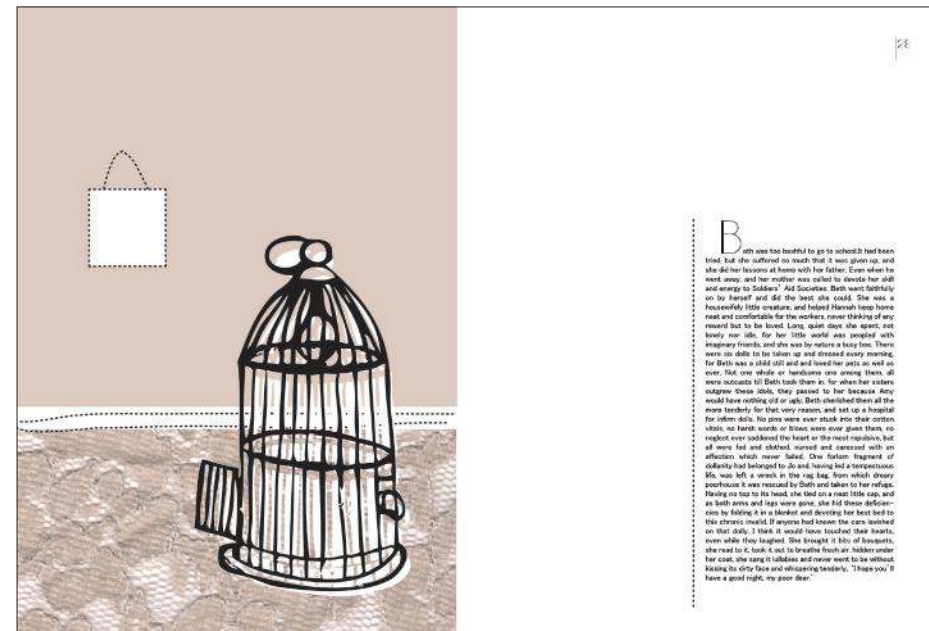 28
Beth was too bashful to go to school.It had been
tried, but she suffered so much that it was given up, and
she did her lessons at home with her father. Even when he
went away, and her mother was called to devote her skill
and energy to Soldiers' Aid Societies, Beth went faithfully
on by herself and did the best she could. She was a
housewifely little creature, and helped Hannah keep home
neat and comfortable for the workers, never thinking of any
reward but to be loved. Long, quiet days she spent, not
lonely nor idle, for her little world was peopled with
imaginary friends, and she was by nature a busy bee. There
were six dolls to be taken up and dressed every morning,
for Beth was a child still and and loved her pets as well as
ever. Not one whole or handsome one among them, all
were outcasts till Beth took them in, for when her sisters
outgrew these idols, they passed to her because Amy
would have nothing old or ugly. Beth cherished them all the
more tenderly for that very reason, and set up a hospital
for infirm dolls. No pins were ever stuck into their cotton
vitals, no harsh words or blows were ever given them, no
neglect ever saddened the heart or the most repulsive, but
all were fed and clothed, nursed and caressed with an
affection which never failed. One forlorn fragment of
dollanity had belonged to Jo and, having led a tempestuous
life, was left a wreck in the rag bag, from which dreary
poorhouse it was rescued by Beth and taken to her refuge.
Having no top to its head, she tied on a neat little cap, and
as both arms and legs were gone, she hid these deficien-
cies by folding it in a blanket and devoting her best bed to
this chronic invalid. If anyone had known the care lavished
on that dolly, I think it would have touched their hearts,
even while they laughed. She brought it bits of bouquets,
she read to it, took it out to breathe fresh air, hidden under
her coat, she sang it lullabies and never went to be without
kissing its dirty face and whispering tenderly, "I hope you'll
have a good night, my poor dear."